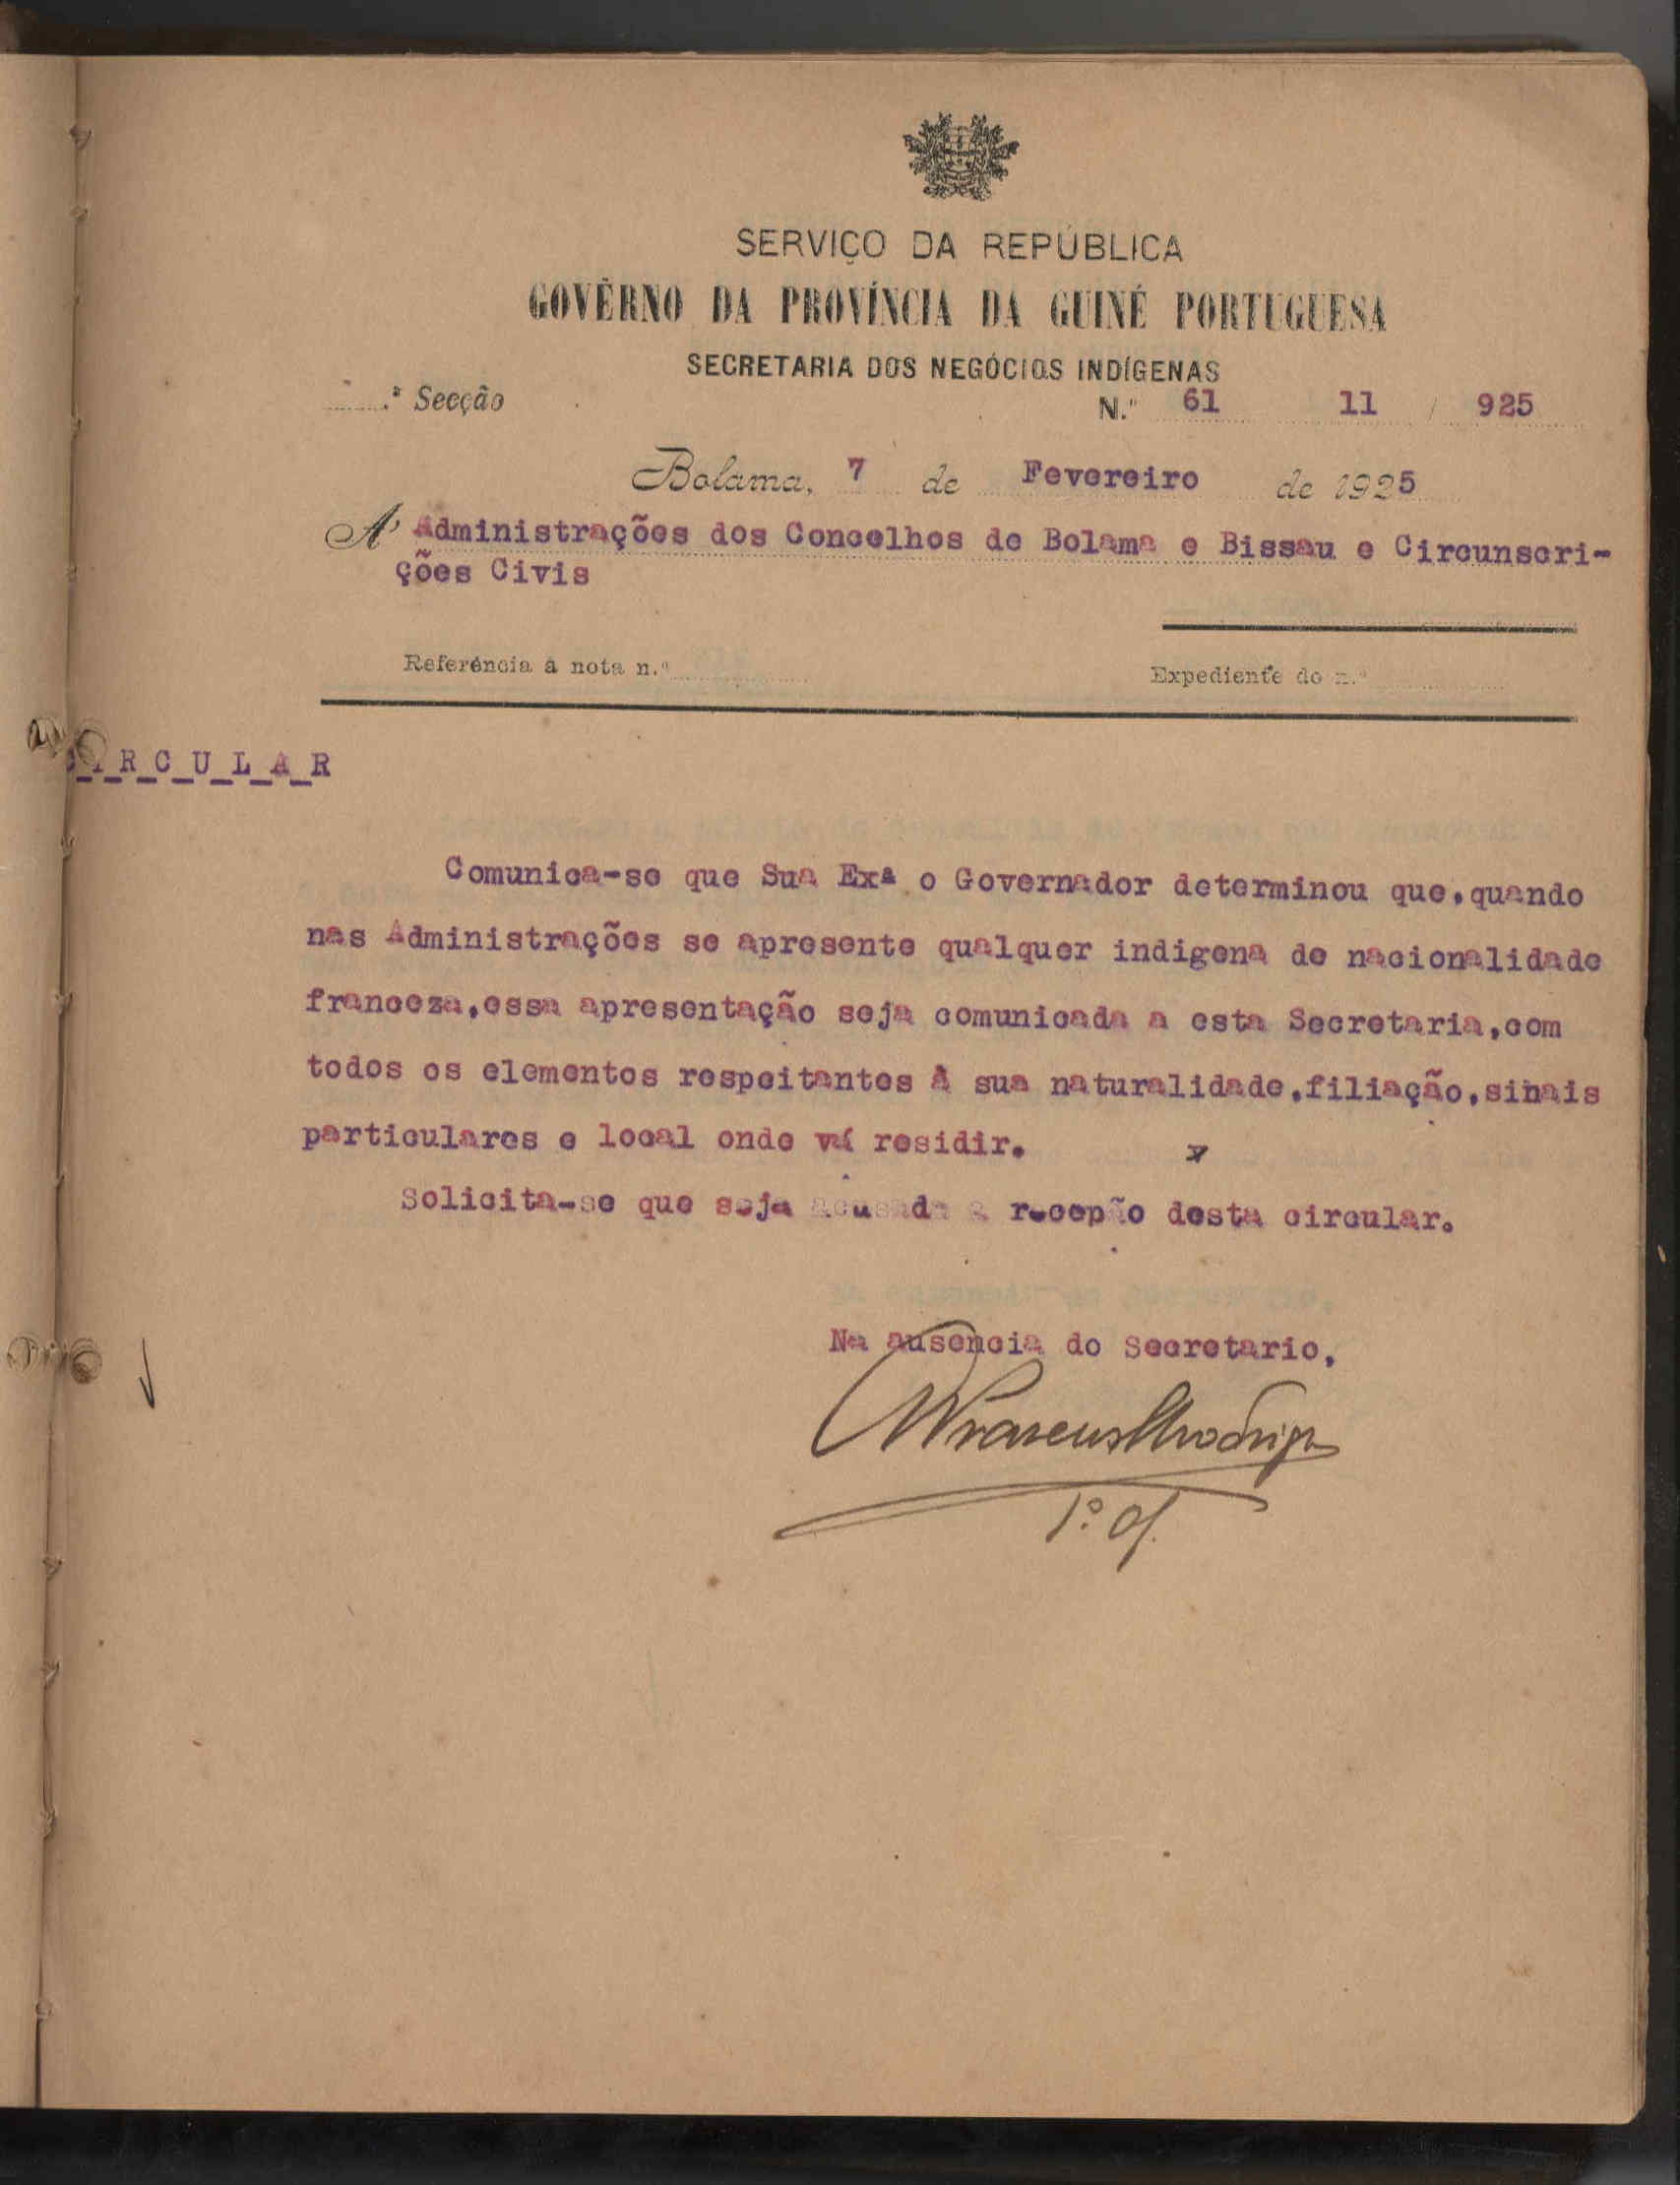 SERVIÇO DA REPÚBLICA
GOVÊRNO DA PROVÍNCIA DA GUINÉ PORTUGUESA
SECRETARIA DOS NEGÓCIOS INDÍGENAS
.ª Secção
N.º 61 11 / 925
Bolama, 7 de Fevereiro de 1925
A' Administrações dos Concelhos de Bolama e Bissau e Circunscri-
ções Civis
Referência á nota n.º
Expediente do n.º
C_I_R_C_U_L_A_R
Comunica-se que Sua Exª o Governador determinou que,quando
nas Administrações se apresente qualquer indigena de nacionalidade
franceza,essa apresentação seja comunicada a esta Secretaria,com
todos os elementos respeitantes á sua naturalidade,filiação,sinais
particulares e local onde vá residir.
Solicita-se que seja acusada a recepão desta circular.
Na ausencia do Secretario,
1.º of.